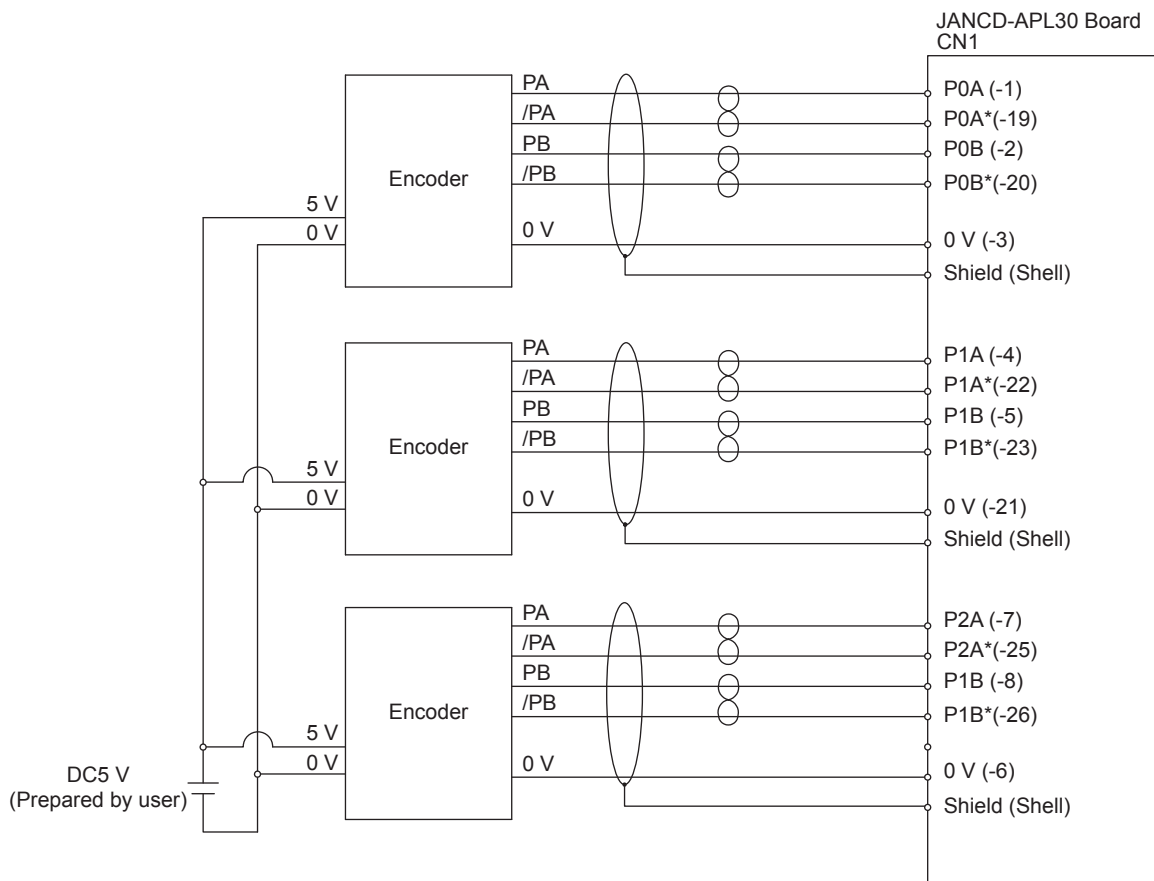 JANCD-APL30 Board
CN1
PA
P0A (-1)
/PA
P0A*(-19)
PB
P0B (-2)
/PB
P0B*(-20)
Encoder
5 V
0 V
0 V
0 V (-3)
Shield (Shell)
PA
P1A (-4)
/PA
P1A*(-22)
PB
P1B (-5)
/PB
P1B*(-23)
Encoder
5 V
0 V
0 V
0 V (-21)
Shield (Shell)
PA
P2A (-7)
/PA
P2A*(-25)
PB
P1B (-8)
/PB
P1B*(-26)
Encoder
5 V
0 V
0 V
0 V (-6)
Shield (Shell)
DC5 V
(Prepared by user)